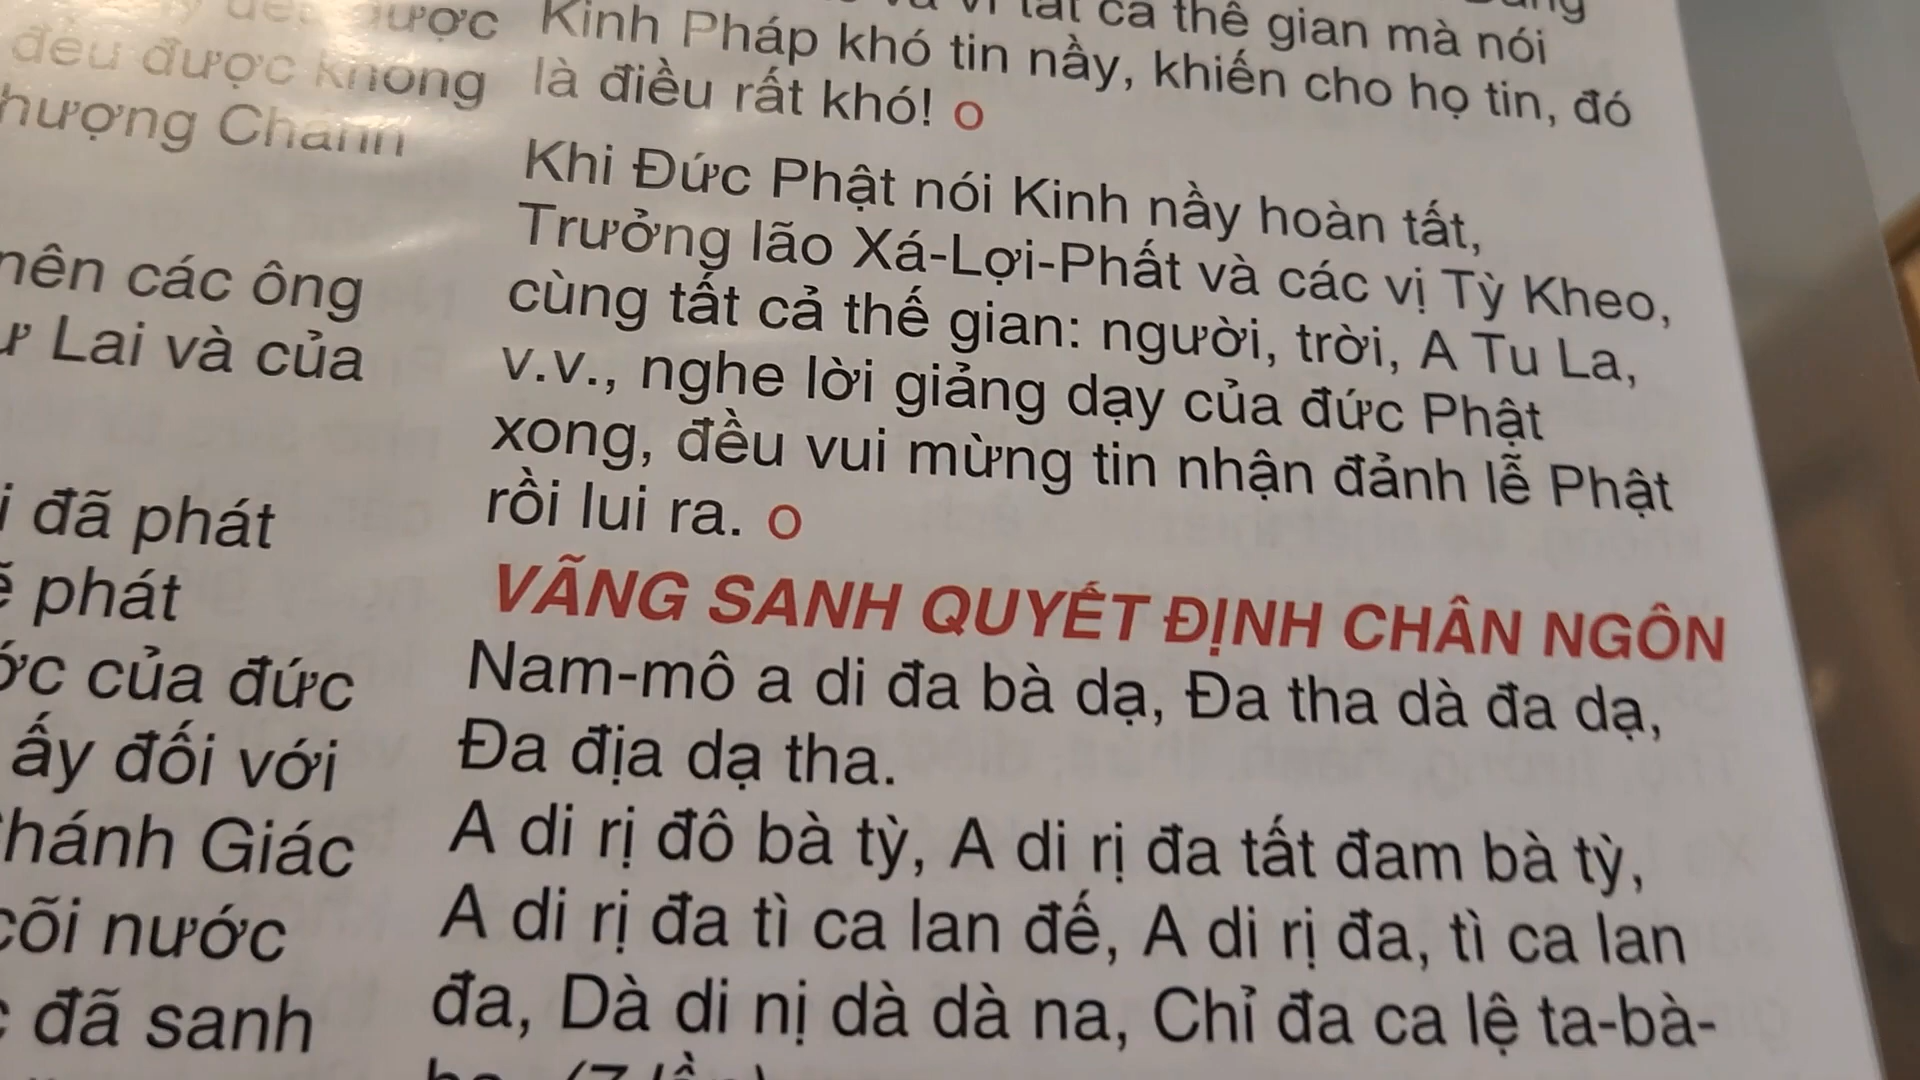 được
đều được không
Chánh
nên các ông
Lai và của
đã phát
phát
của đức
ấy đối với
Giác
cõi nước
đã sanh
tất cả thế gian mà nói
Kinh Pháp khó tin nầy, khiến cho họ tin, đó
là điều rất khó! o
Khi Đức Phật nói Kinh nầy hoàn tất,
Trưởng lão Xá-Lợi-Phất và các vị Tỳ Kheo,
cùng tất cả thế gian: người, trời, A Tu La,
v.v., nghe lời giảng dạy của đức Phật
xong, đều vui mừng tin nhận đảnh lễ Phật
rồi lui ra. o
VÃNG SANH QUYẾT ĐỊNH CHÂN NGÔN
Nam-mô a di đa bà dạ, Đa tha dà đa dạ,
Đa địa dạ tha.
A di rị đô bà tỳ, A di rị đa tất đam bà tỳ,
A di rị đa tì ca lan đế, A di rị đa, tì ca lan
đa, Dà di nị dà dà na, Chỉ đa ca lệ ta-bà-